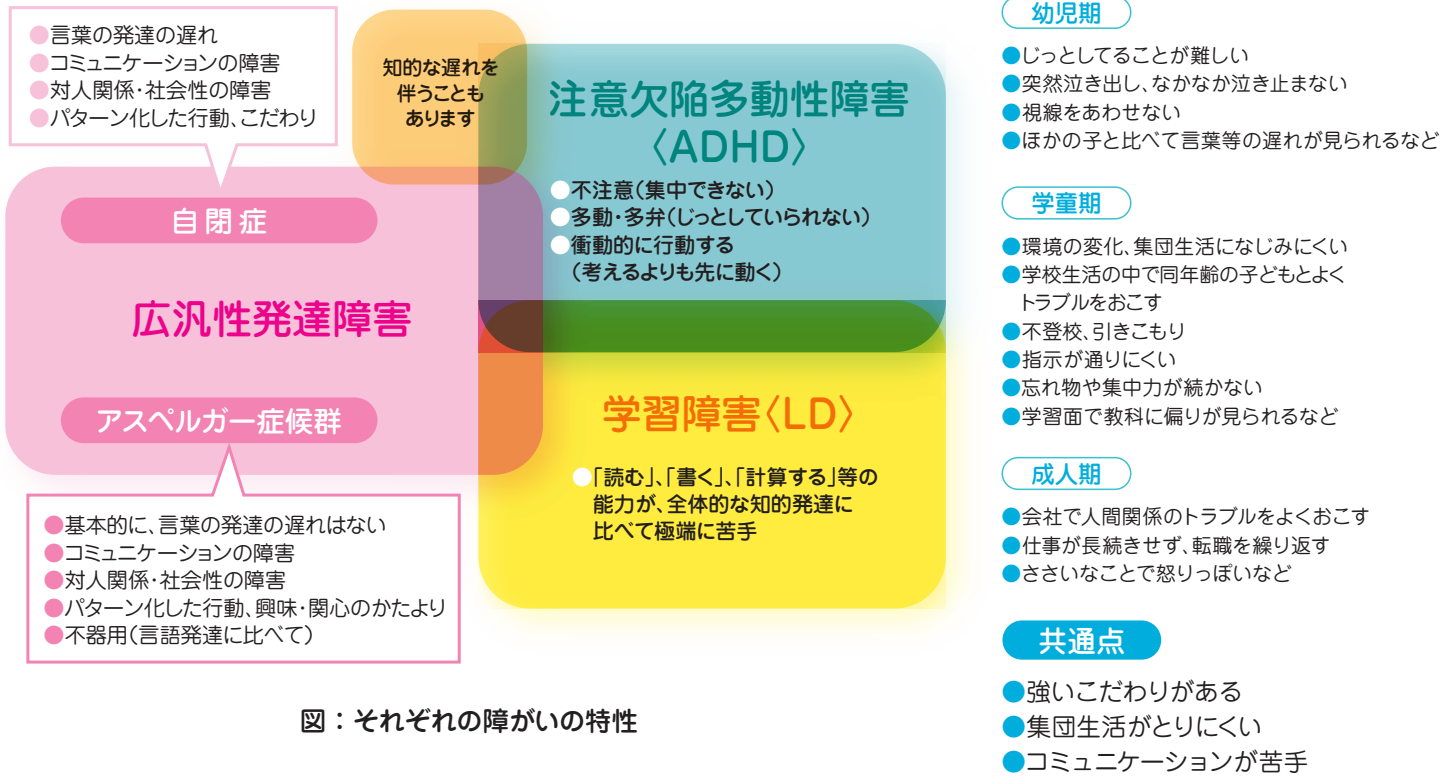 ●言葉の発達の遅れ
●コミュニケーションの障害
●対人関係・社会性の障害
●パターン化した行動、こだわり
知的な遅れを
伴うことも
あります
自閉症
広汎性発達障害
アスペルガー症候群
●基本的に、言葉の発達の遅れはない
●コミュニケーションの障害
●対人関係・社会性の障害
●パターン化した行動、興味・関心のかたより
●不器用(言語発達に比べて)
注意欠陥多動性障害
〈ADHD〉
●不注意(集中できない)
●多動・多弁(じっとしていられない)
●衝動的に行動する
(考えるよりも先に動く)
学習障害〈LD〉
●「読む」、「書く」、「計算する」等の
能力が、全体的な知的発達に
比べて極端に苦手
図：それぞれの障がいの特性
幼児期
●じっとしてることが難しい
●突然泣き出し、なかなか泣き止まない
●視線をあわせない
●ほかの子と比べて言葉等の遅れが見られるなど
学童期
●環境の変化、集団生活になじみにくい
●学校生活の中で同年齢の子どもとよく
トラブルをおこす
●不登校、引きこもり
●指示が通りにくい
●忘れ物や集中力が続かない
●学習面で教科に偏りが見られるなど
成人期
●会社で人間関係のトラブルをよくおこす
●仕事が長続きせず、転職を繰り返す
●ささいなことで怒りっぽいなど
共通点
●強いこだわりがある
●集団生活がとりにくい
●コミュニケーションが苦手